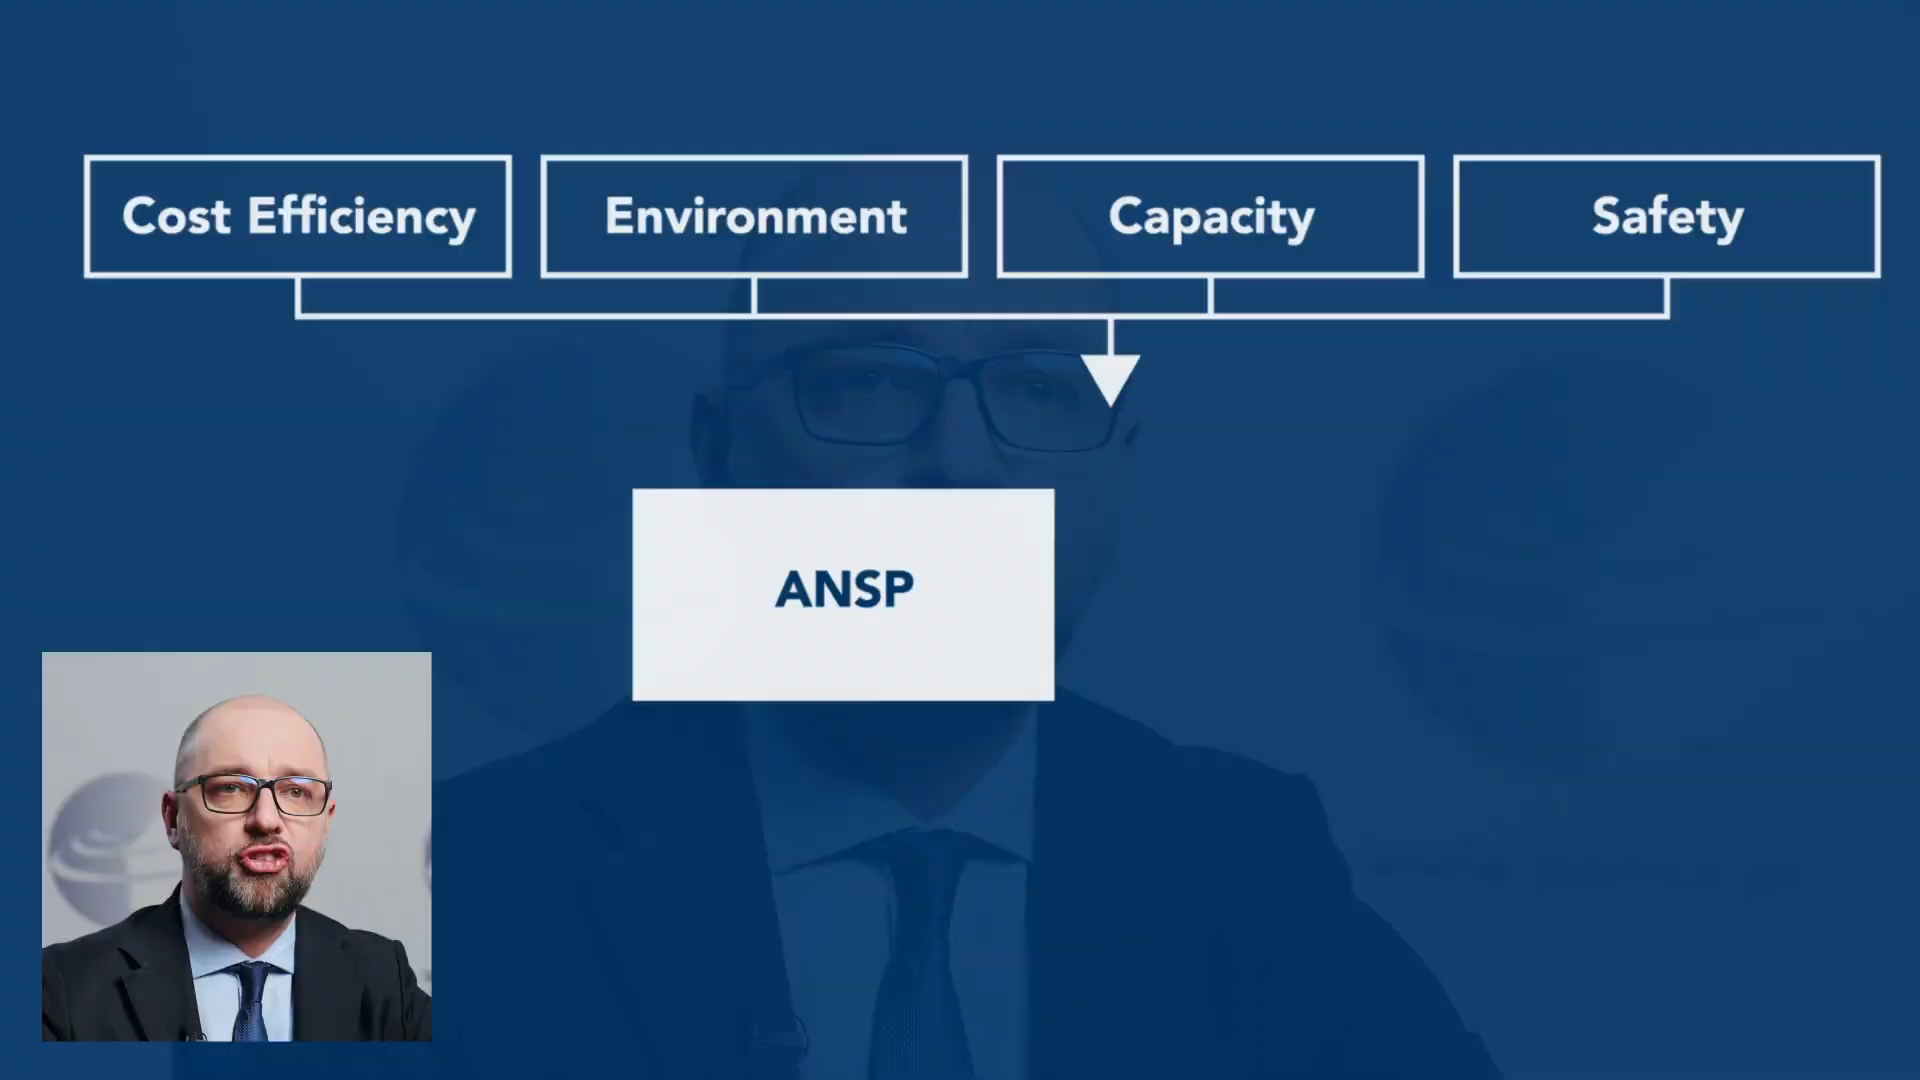 Cost Efficiency
Environment
Capacity
Safety
ANSP